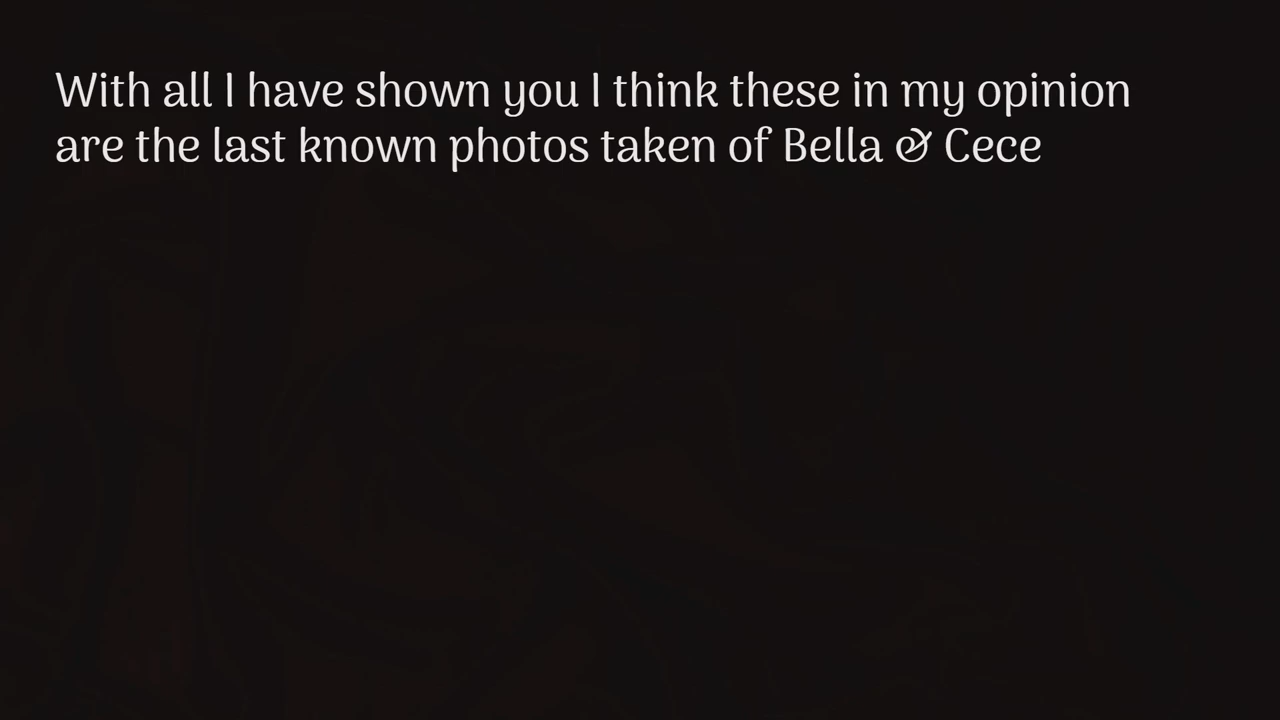 With all I have shown you I think these in my opinion
are the last known photos taken of Bella & Cece